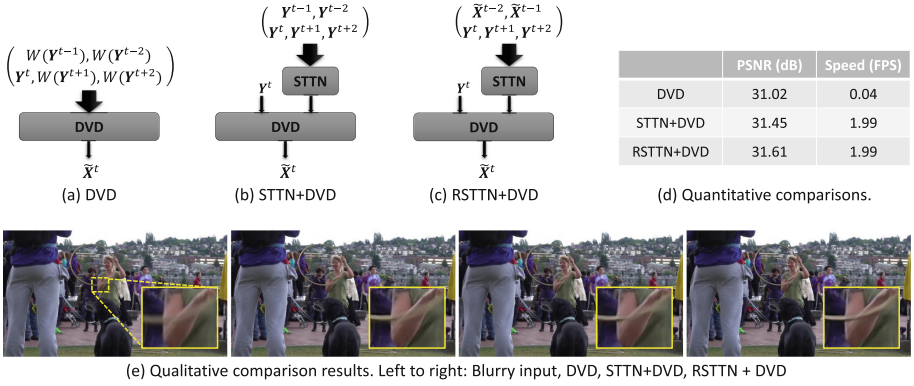 (W(Y^{t-1}), W(Y^{t-2})
Y^t, W(Y^{t+1}), W(Y^{t+2}))
DVD
X̃^t
(a) DVD
(Y^{t-1}, Y^{t-2}
Y^t, Y^{t+1}, Y^{t+2})
STTN
Y^t
DVD
X̃^t
(b) STTN+DVD
(X̃^{t-2}, X̃^{t-1}
Y^t, Y^{t+1}, Y^{t+2})
STTN
Y^t
DVD
X̃^t
(c) RSTTN+DVD
PSNR (dB) Speed (FPS)
DVD 31.02 0.04
STTN+DVD 31.45 1.99
RSTTN+DVD 31.61 1.99
(d) Quantitative comparisons.
(e) Qualitative comparison results. Left to right: Blurry input, DVD, STTN+DVD, RSTTN + DVD